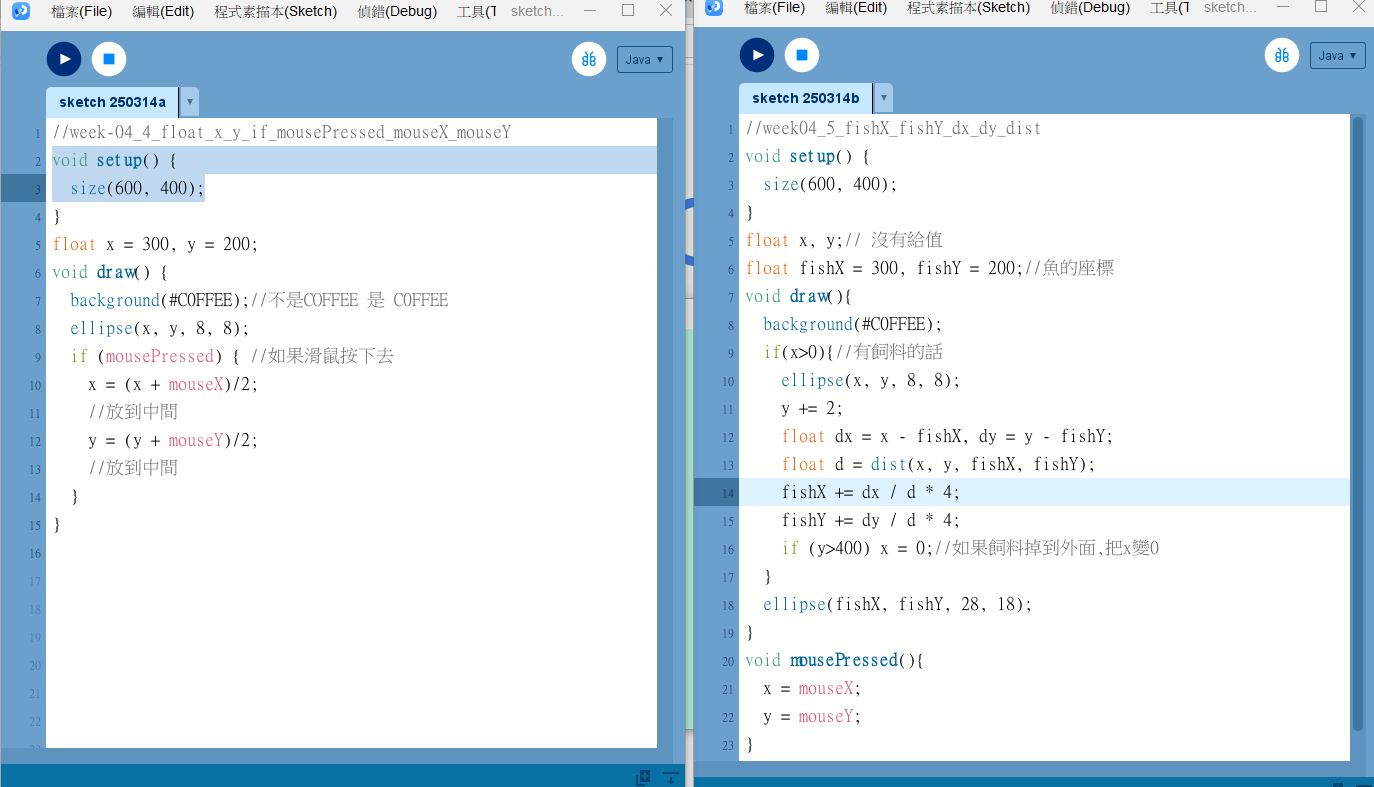 檔案(File) 編輯(Edit) 程式素描本(Sketch) 偵錯(Debug) 工具(T sketch...
Java ▼
sketch 250314a ▼
1 //week-04_4_float_x_y_if_mousePressed_mouseX_mouseY
2 void setup() {
3 size(600, 400);
4 }
5 float x = 300, y = 200;
6 void draw() {
7 background(#C0FFEE);//不是COFFEE 是 C0FFEE
8 ellipse(x, y, 8, 8);
9 if (mousePressed) { //如果滑鼠按下去
10 x = (x + mouseX)/2;
11 //放到中間
12 y = (y + mouseY)/2;
13 //放到中間
14 }
15 }
16
17
18
19
20
21
22
檔案(File) 編輯(Edit) 程式素描本(Sketch) 偵錯(Debug) 工具(T sketch...
Java ▼
sketch 250314b ▼
1 //week04_5_fishX_fishY_dx_dy_dist
2 void setup() {
3 size(600, 400);
4 }
5 float x, y;// 沒有給值
6 float fishX = 300, fishY = 200;//魚的座標
7 void draw(){
8 background(#C0FFEE);
9 if(x>0){//有飼料的話
10 ellipse(x, y, 8, 8);
11 y += 2;
12 float dx = x - fishX, dy = y - fishY;
13 float d = dist(x, y, fishX, fishY);
14 fishX += dx / d * 4;
15 fishY += dy / d * 4;
16 if (y>400) x = 0;//如果飼料掉到外面,把x變0
17 }
18 ellipse(fishX, fishY, 28, 18);
19 }
20 void mousePressed(){
21 x = mouseX;
22 y = mouseY;
23 }